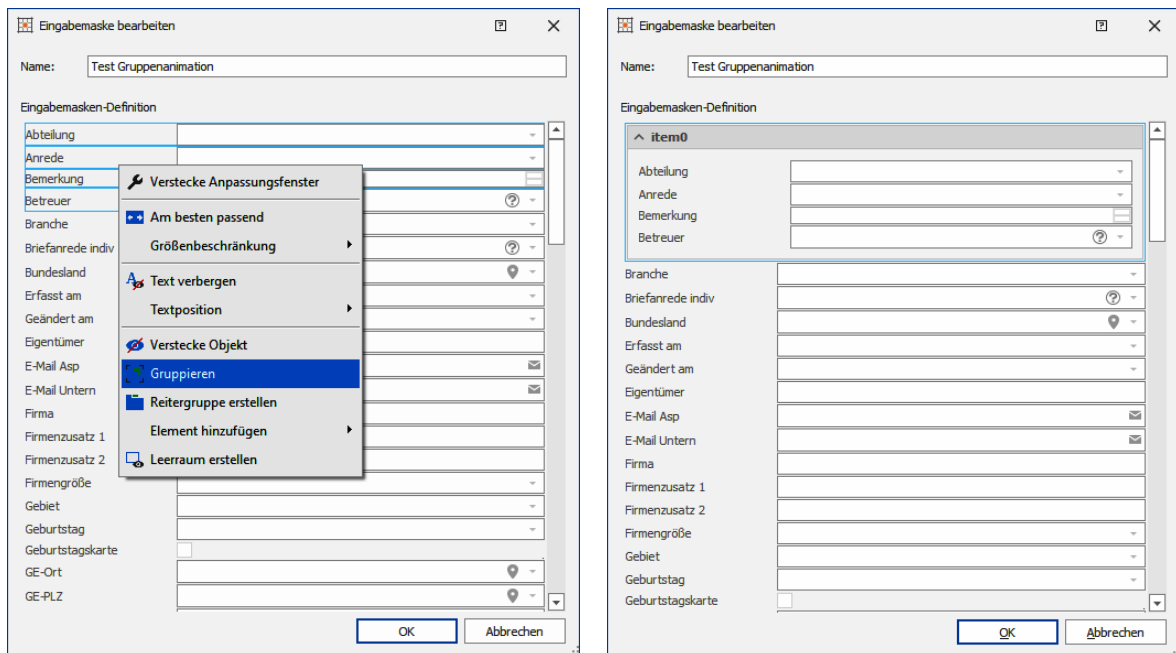 Eingabemaske bearbeiten
Name: Test Gruppenanimation
Eingabemasken-Definition
Abteilung
Anrede
Bemerkung
Betreuer
Branche
Briefanrede indiv
Bundesland
Erfasst am
Geändert am
Eigentümer
E-Mail Asp
E-Mail Untern
Firma
Firmenzusatz 1
Firmenzusatz 2
Firmengröße
Gebiet
Geburtstag
Geburtstagskarte
GE-Ort
GE-PLZ
Verstecke Anpassungsfenster
Am besten passend
Größenbeschränkung
Text verbergen
Textposition
Verstecke Objekt
Gruppieren
Reitergruppe erstellen
Element hinzufügen
Leerraum erstellen
OK Abbrechen
Eingabemaske bearbeiten
Name: Test Gruppenanimation
Eingabemasken-Definition
item0
Abteilung
Anrede
Bemerkung
Betreuer
Branche
Briefanrede indiv
Bundesland
Erfasst am
Geändert am
Eigentümer
E-Mail Asp
E-Mail Untern
Firma
Firmenzusatz 1
Firmenzusatz 2
Firmengröße
Gebiet
Geburtstag
Geburtstagskarte
OK Abbrechen